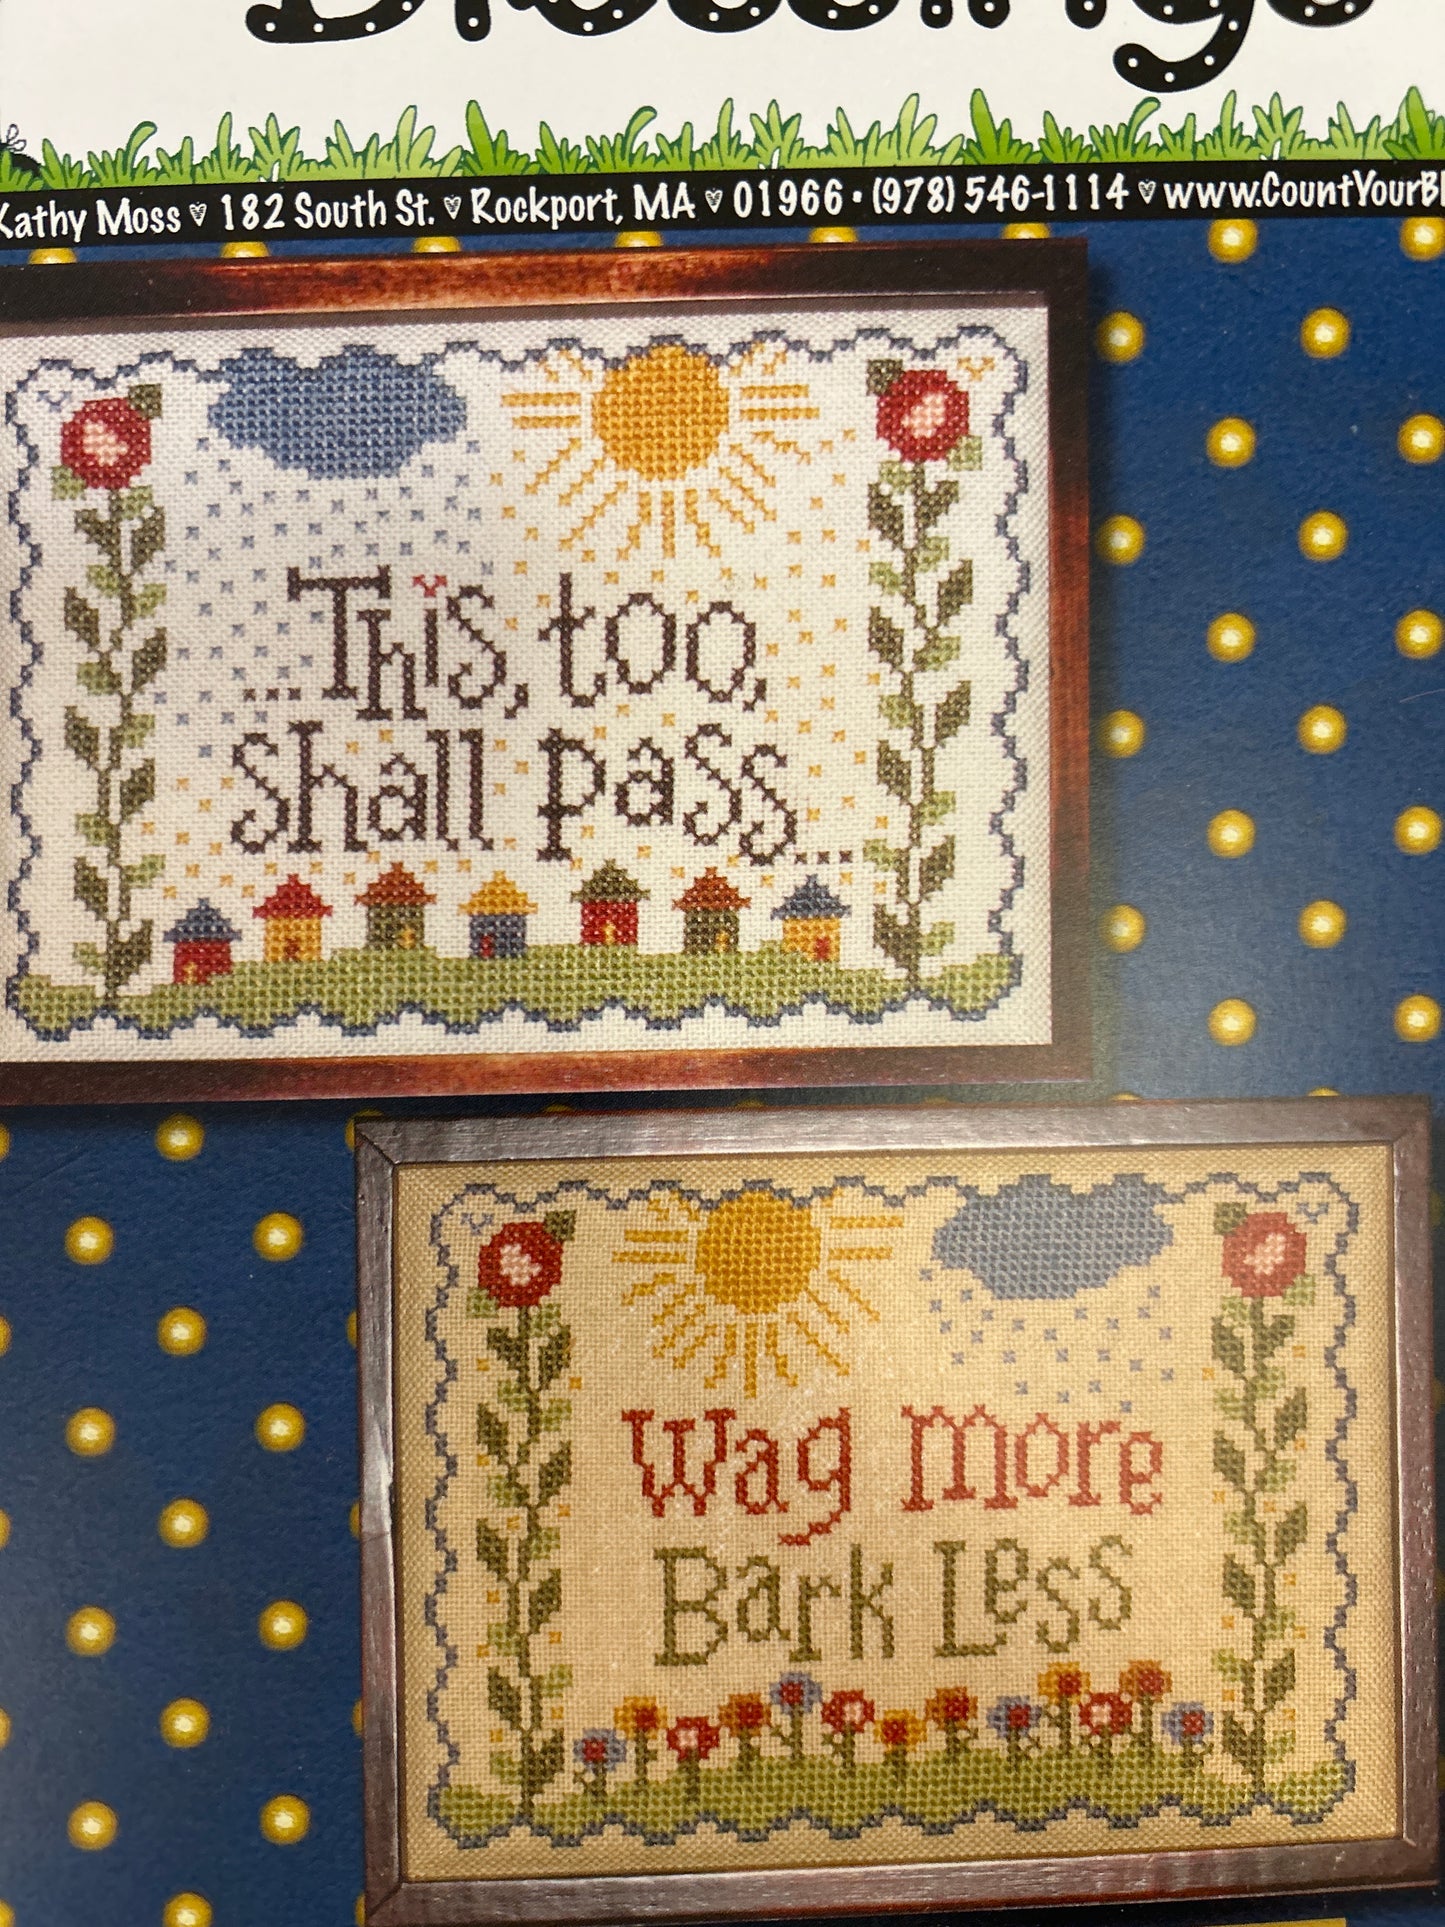 Kathy Moss 182 South St. Rockport, MA 01966 • (978) 546-1114 www.CountYourBl
...This, too,
shall pass...
Wag more
Bark Less